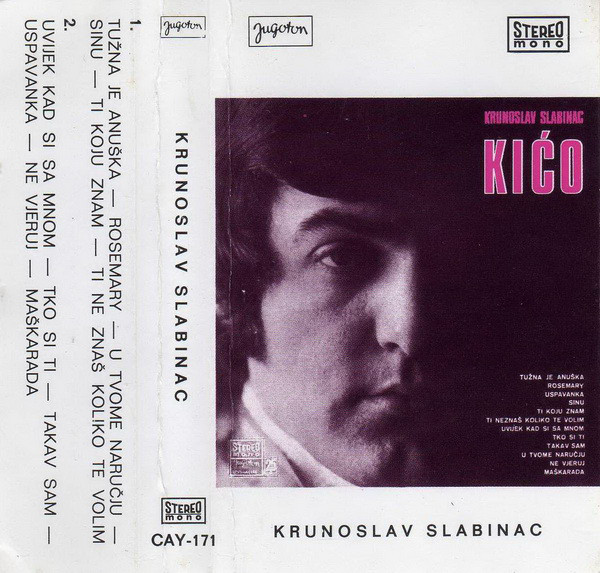 1.
TUŽNA JE ANUŠKA — ROSEMARY — U TVOME NARUČJU —
SINU — TI KOJU ZNAM — TI NE ZNAŠ KOLIKO TE VOLIM
2.
UVIJEK KAD SI SA MNOM — TKO SI TI — TAKAV SAM —
USPAVANKA — NE VJERUJ — MAŠKARADA
Jugoton
KRUNOSLAV SLABINAC
STEREO
mono
CAY-171
Jugoton
STEREO
mono
KRUNOSLAV SLABINAC
KIĆO
TUŽNA JE ANUŠKA
ROSEMARY
USPAVANKA
SINU
TI KOJU ZNAM
TI NEZNAŠ KOLIKO TE VOLIM
UVIJEK KAD SI SA MNOM
TKO SI TI
TAKAV SAM
U TVOME NARUČJU
NE VJERUJ
MAŠKARADA
STEREO
Jugoton
25
KRUNOSLAV SLABINAC